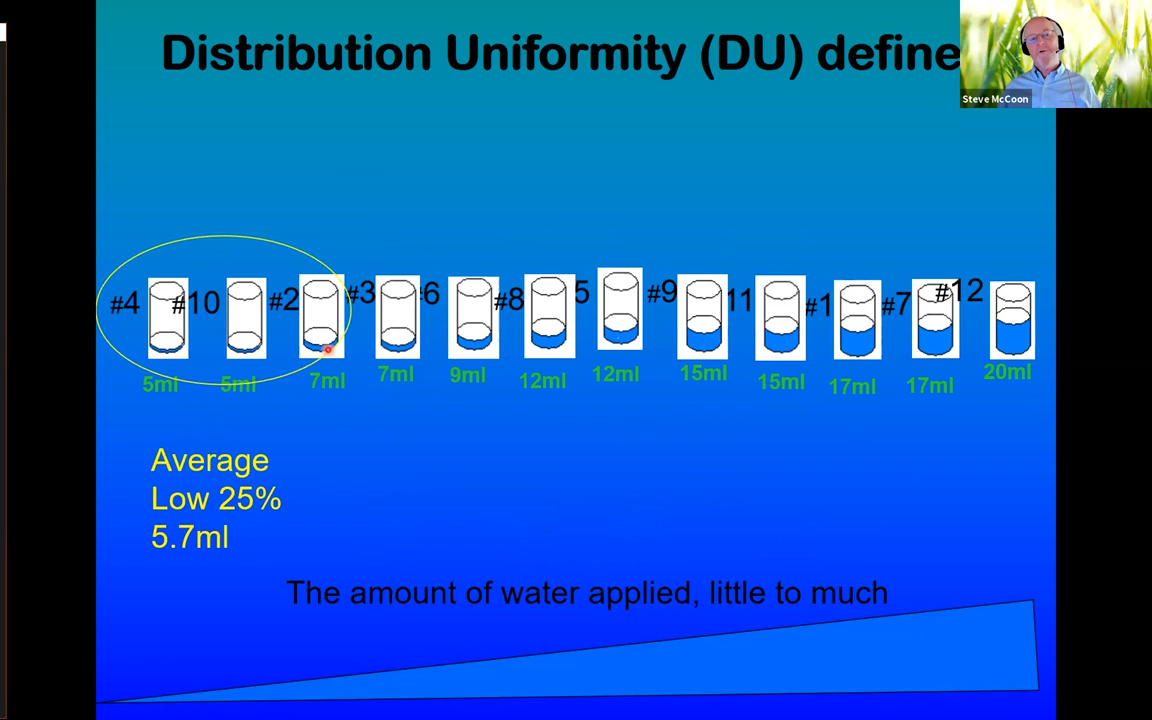 Distribution Uniformity (DU) define
Steve McCoon
#4 #10 #2 #3 #6 #8 5 #9 11 #1 #7 #12
5ml 5ml 7ml 7ml 9ml 12ml 12ml 15ml 15ml 17ml 17ml 20ml
Average
Low 25%
5.7ml
The amount of water applied, little to much